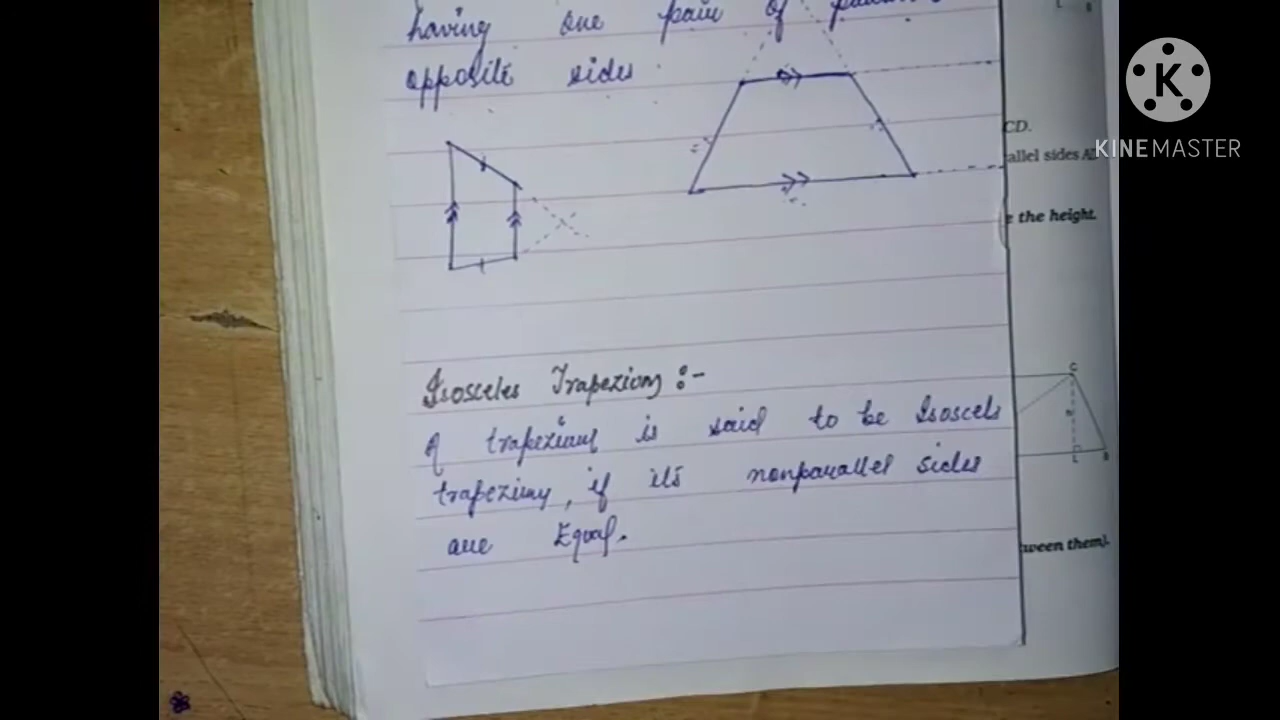 having one pair of
opposite sides
CD.
allel sides A
e the height.
Isosceles Trapezium :-
A trapezium is said to be Isoscels
trapezium, if its nonparallel sides
are Equal.
C
h
L
B
ween them).
K
KINEMASTER